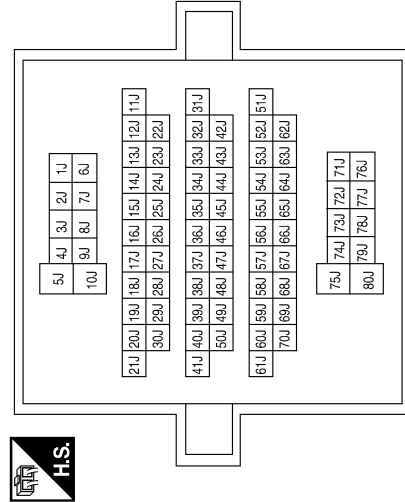 H.S.
5J 4J 3J 2J 1J
10J 9J 8J 7J 6J
21J 20J 19J 18J 17J 16J 15J 14J 13J 12J 11J
30J 29J 28J 27J 26J 25J 24J 23J 22J
41J 40J 39J 38J 37J 36J 35J 34J 33J 32J 31J
50J 49J 48J 47J 46J 45J 44J 43J 42J
61J 60J 59J 58J 57J 56J 55J 54J 53J 52J 51J
70J 69J 68J 67J 66J 65J 64J 63J 62J
75J 74J 73J 72J 71J
80J 79J 78J 77J 76J